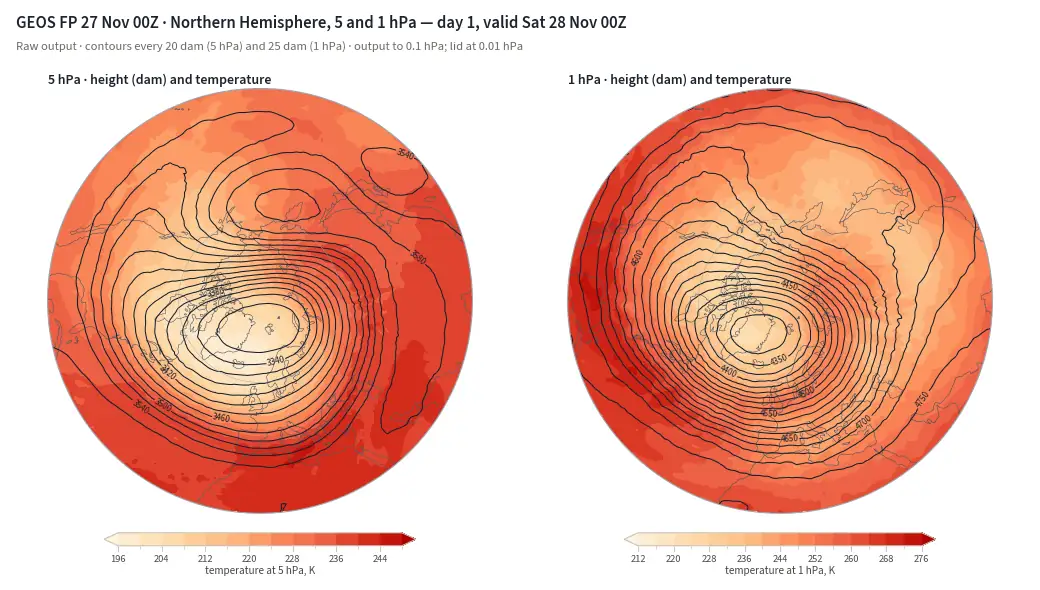 GEOS FP 27 Nov 00Z · Northern Hemisphere, 5 and 1 hPa — day 1, valid Sat 28 Nov 00Z
Raw output · contours every 20 dam (5 hPa) and 25 dam (1 hPa) · output to 0.1 hPa; lid at 0.01 hPa
5 hPa · height (dam) and temperature
3540
3580
3340
3420
3540
3500
3460
196 204 212 220 228 236 244
temperature at 5 hPa, K
1 hPa · height (dam) and temperature
4600
4450
4350
4400
4550
4650
4700
4750
212 220 228 236 244 252 260 268 276
temperature at 1 hPa, K